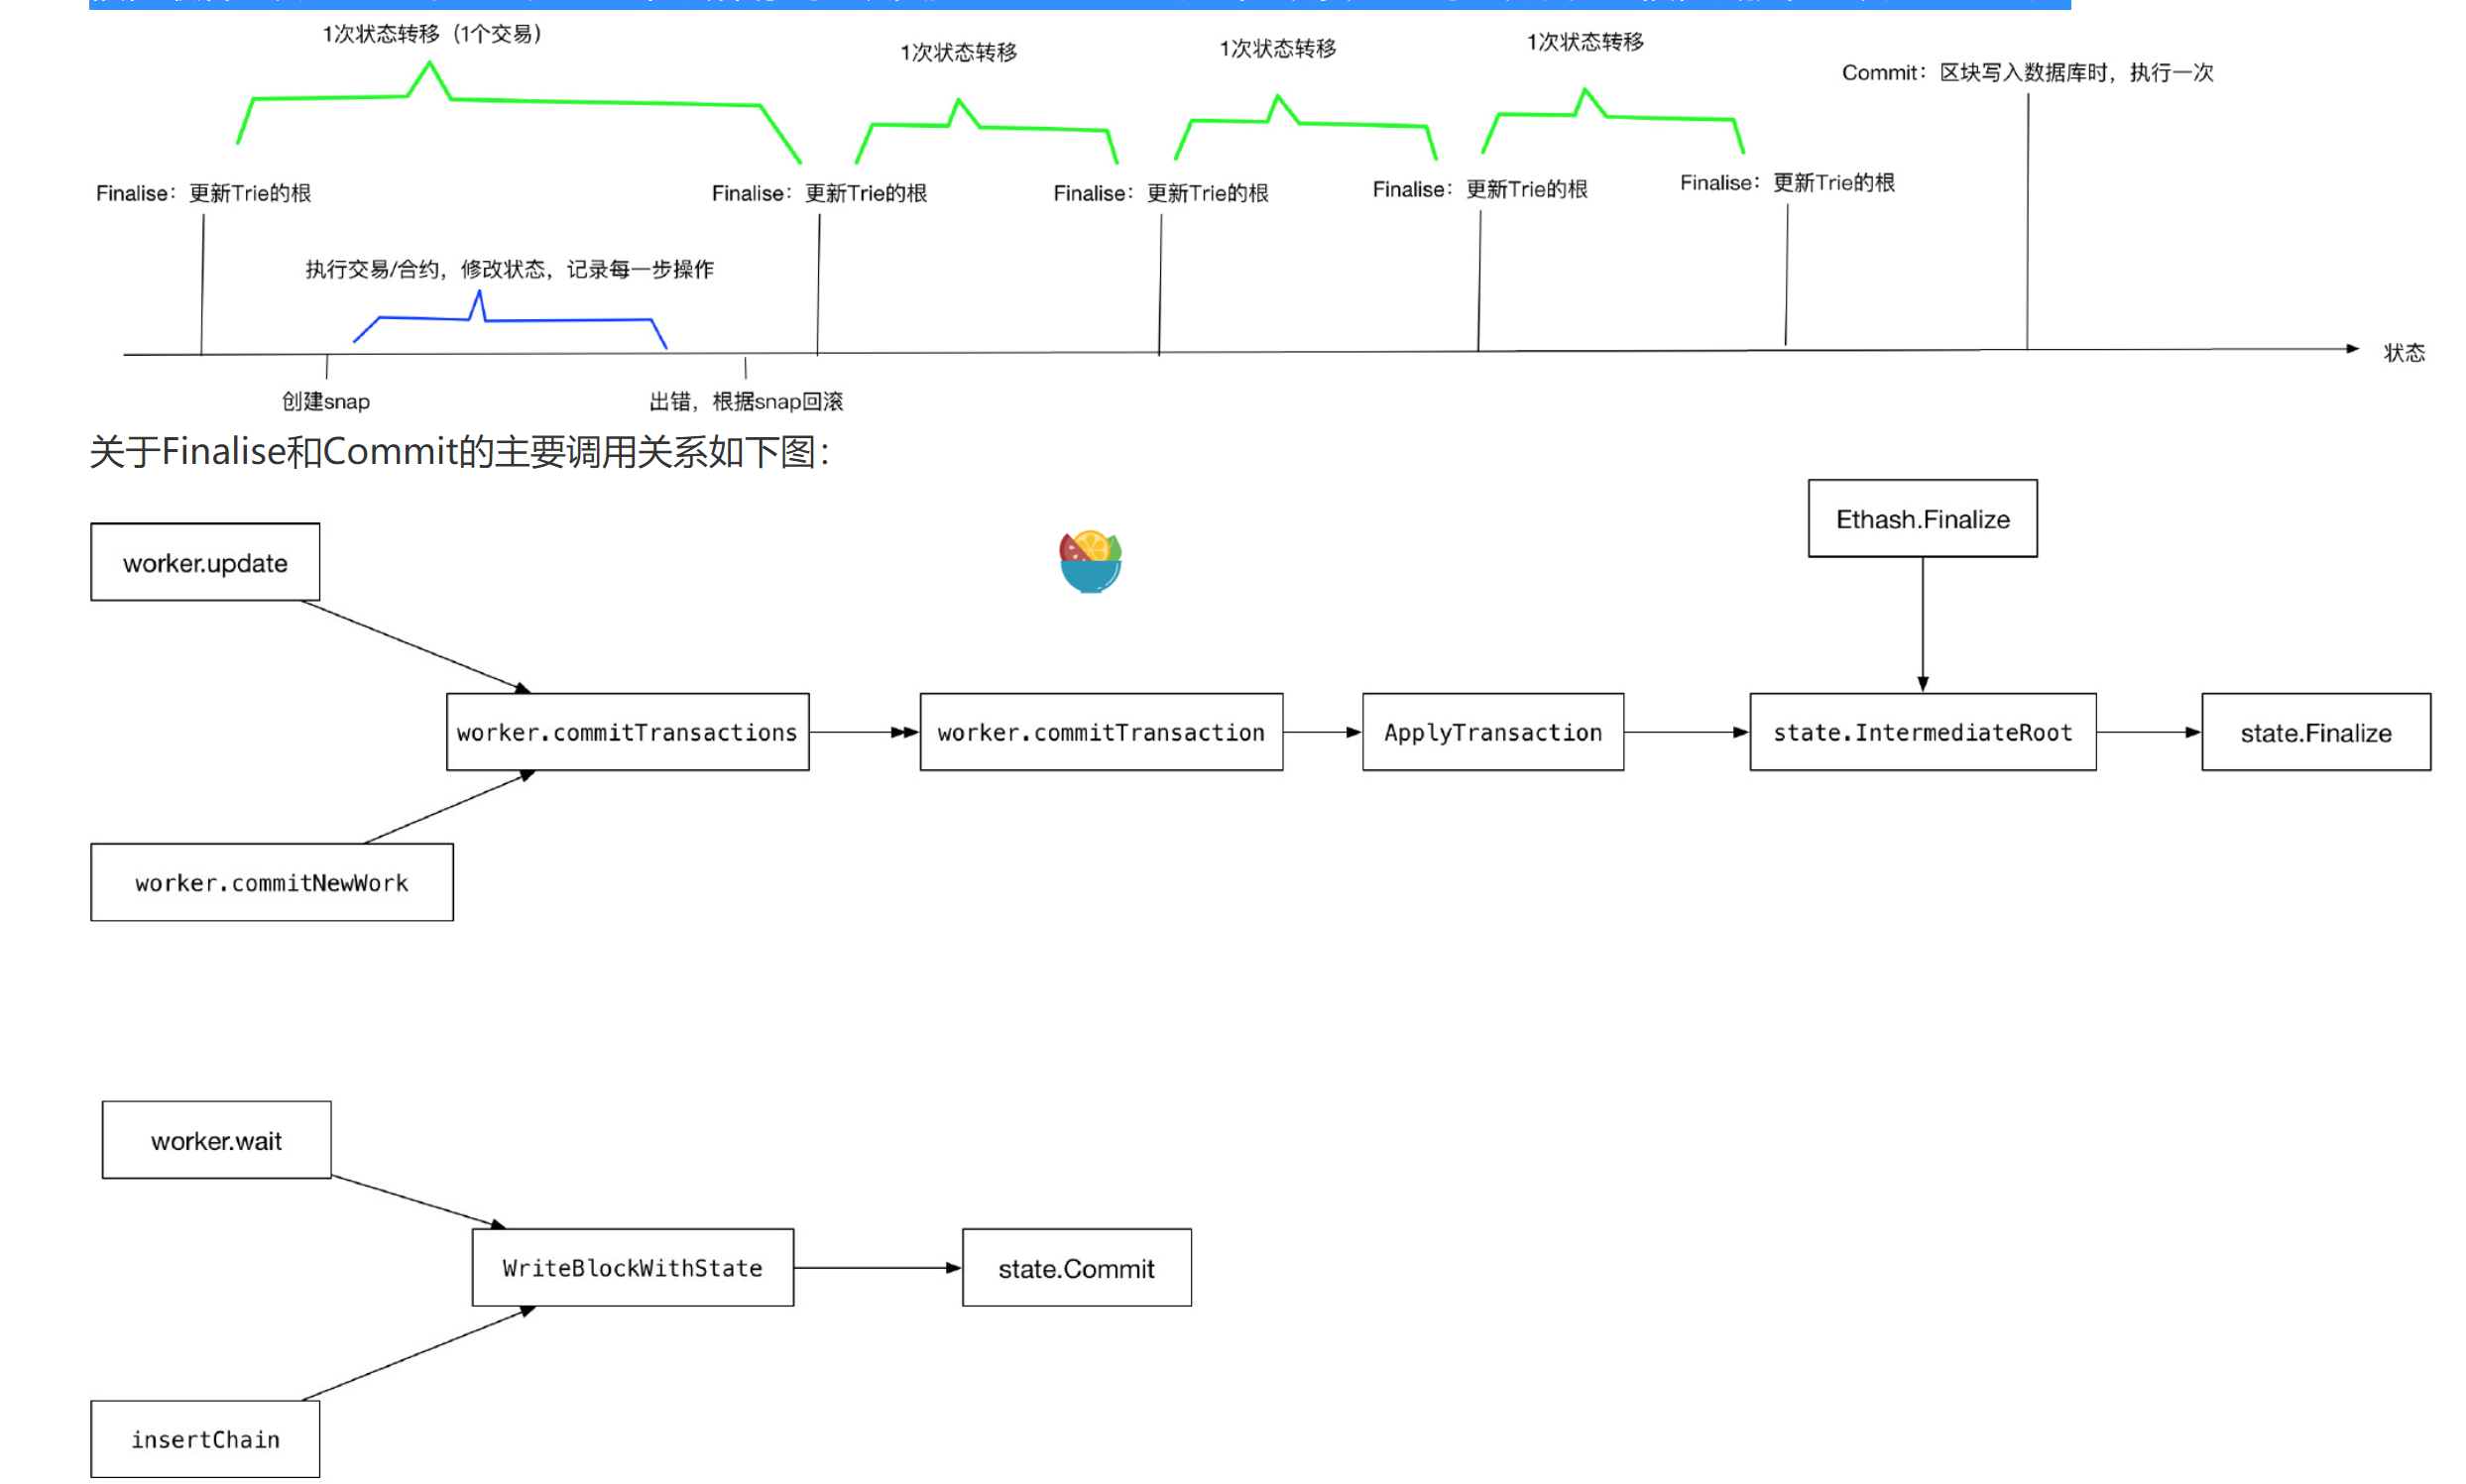 1次状态转移（1个交易）
1次状态转移
1次状态转移
1次状态转移
Commit：区块写入数据库时，执行一次
Finalise：更新Trie的根
Finalise：更新Trie的根
Finalise：更新Trie的根
Finalise：更新Trie的根
Finalise：更新Trie的根
执行交易/合约，修改状态，记录每一步操作
状态
创建snap
出错，根据snap回滚
关于Finalise和Commit的主要调用关系如下图：
Ethash.Finalize
worker.update
worker.commitTransactions
worker.commitTransaction
ApplyTransaction
state.IntermediateRoot
state.Finalize
worker.commitNewWork
worker.wait
WriteBlockWithState
state.Commit
insertChain